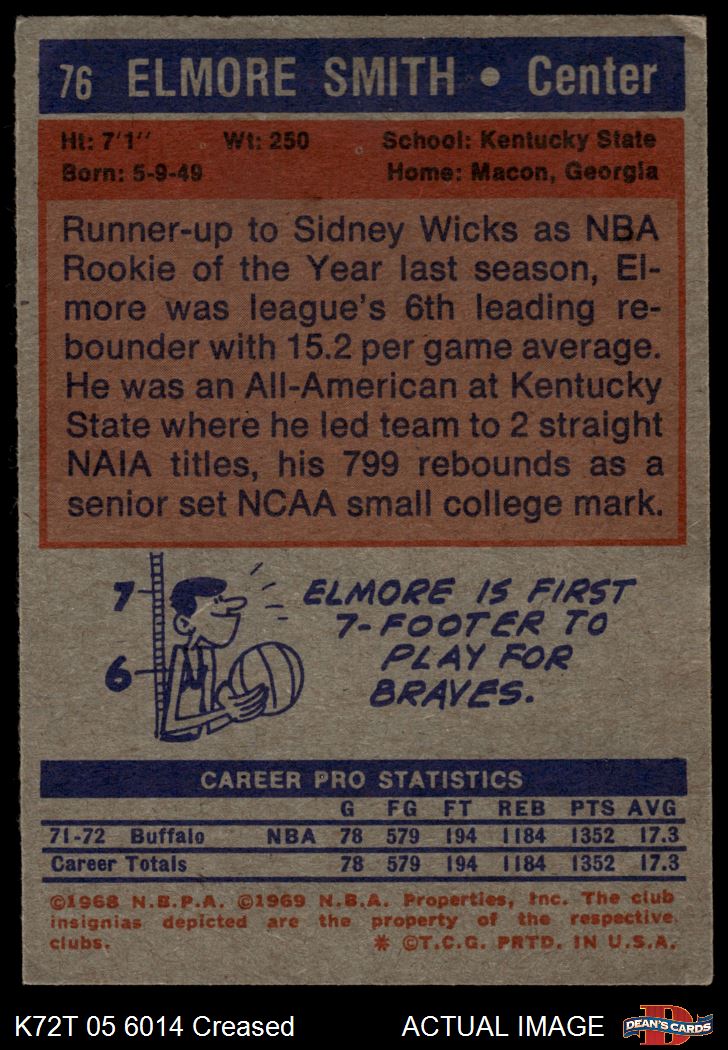 76 ELMORE SMITH • Center
Ht: 7'1'' Wt: 250 School: Kentucky State
Born: 5-9-49 Home: Macon, Georgia
Runner-up to Sidney Wicks as NBA
Rookie of the Year last season, El-
more was league's 6th leading re-
bounder with 15.2 per game average.
He was an All-American at Kentucky
State where he led team to 2 straight
NAIA titles, his 799 rebounds as a
senior set NCAA small college mark.
7
6
ELMORE IS FIRST
7-FOOTER TO
PLAY FOR
BRAVES.
CAREER PRO STATISTICS
G FG FT REB PTS AVG
71-72 Buffalo NBA 78 579 194 1184 1352 17.3
Career Totals 78 579 194 1184 1352 17.3
©1968 N.B.P.A. ©1969 N.B.A. Properties, Inc. The club
insignias depicted are the property of the respective
clubs. * ©T.C.G. PRTD. IN U.S.A.
K72T 05 6014 Creased ACTUAL IMAGE
D
DEAN'S CARDS